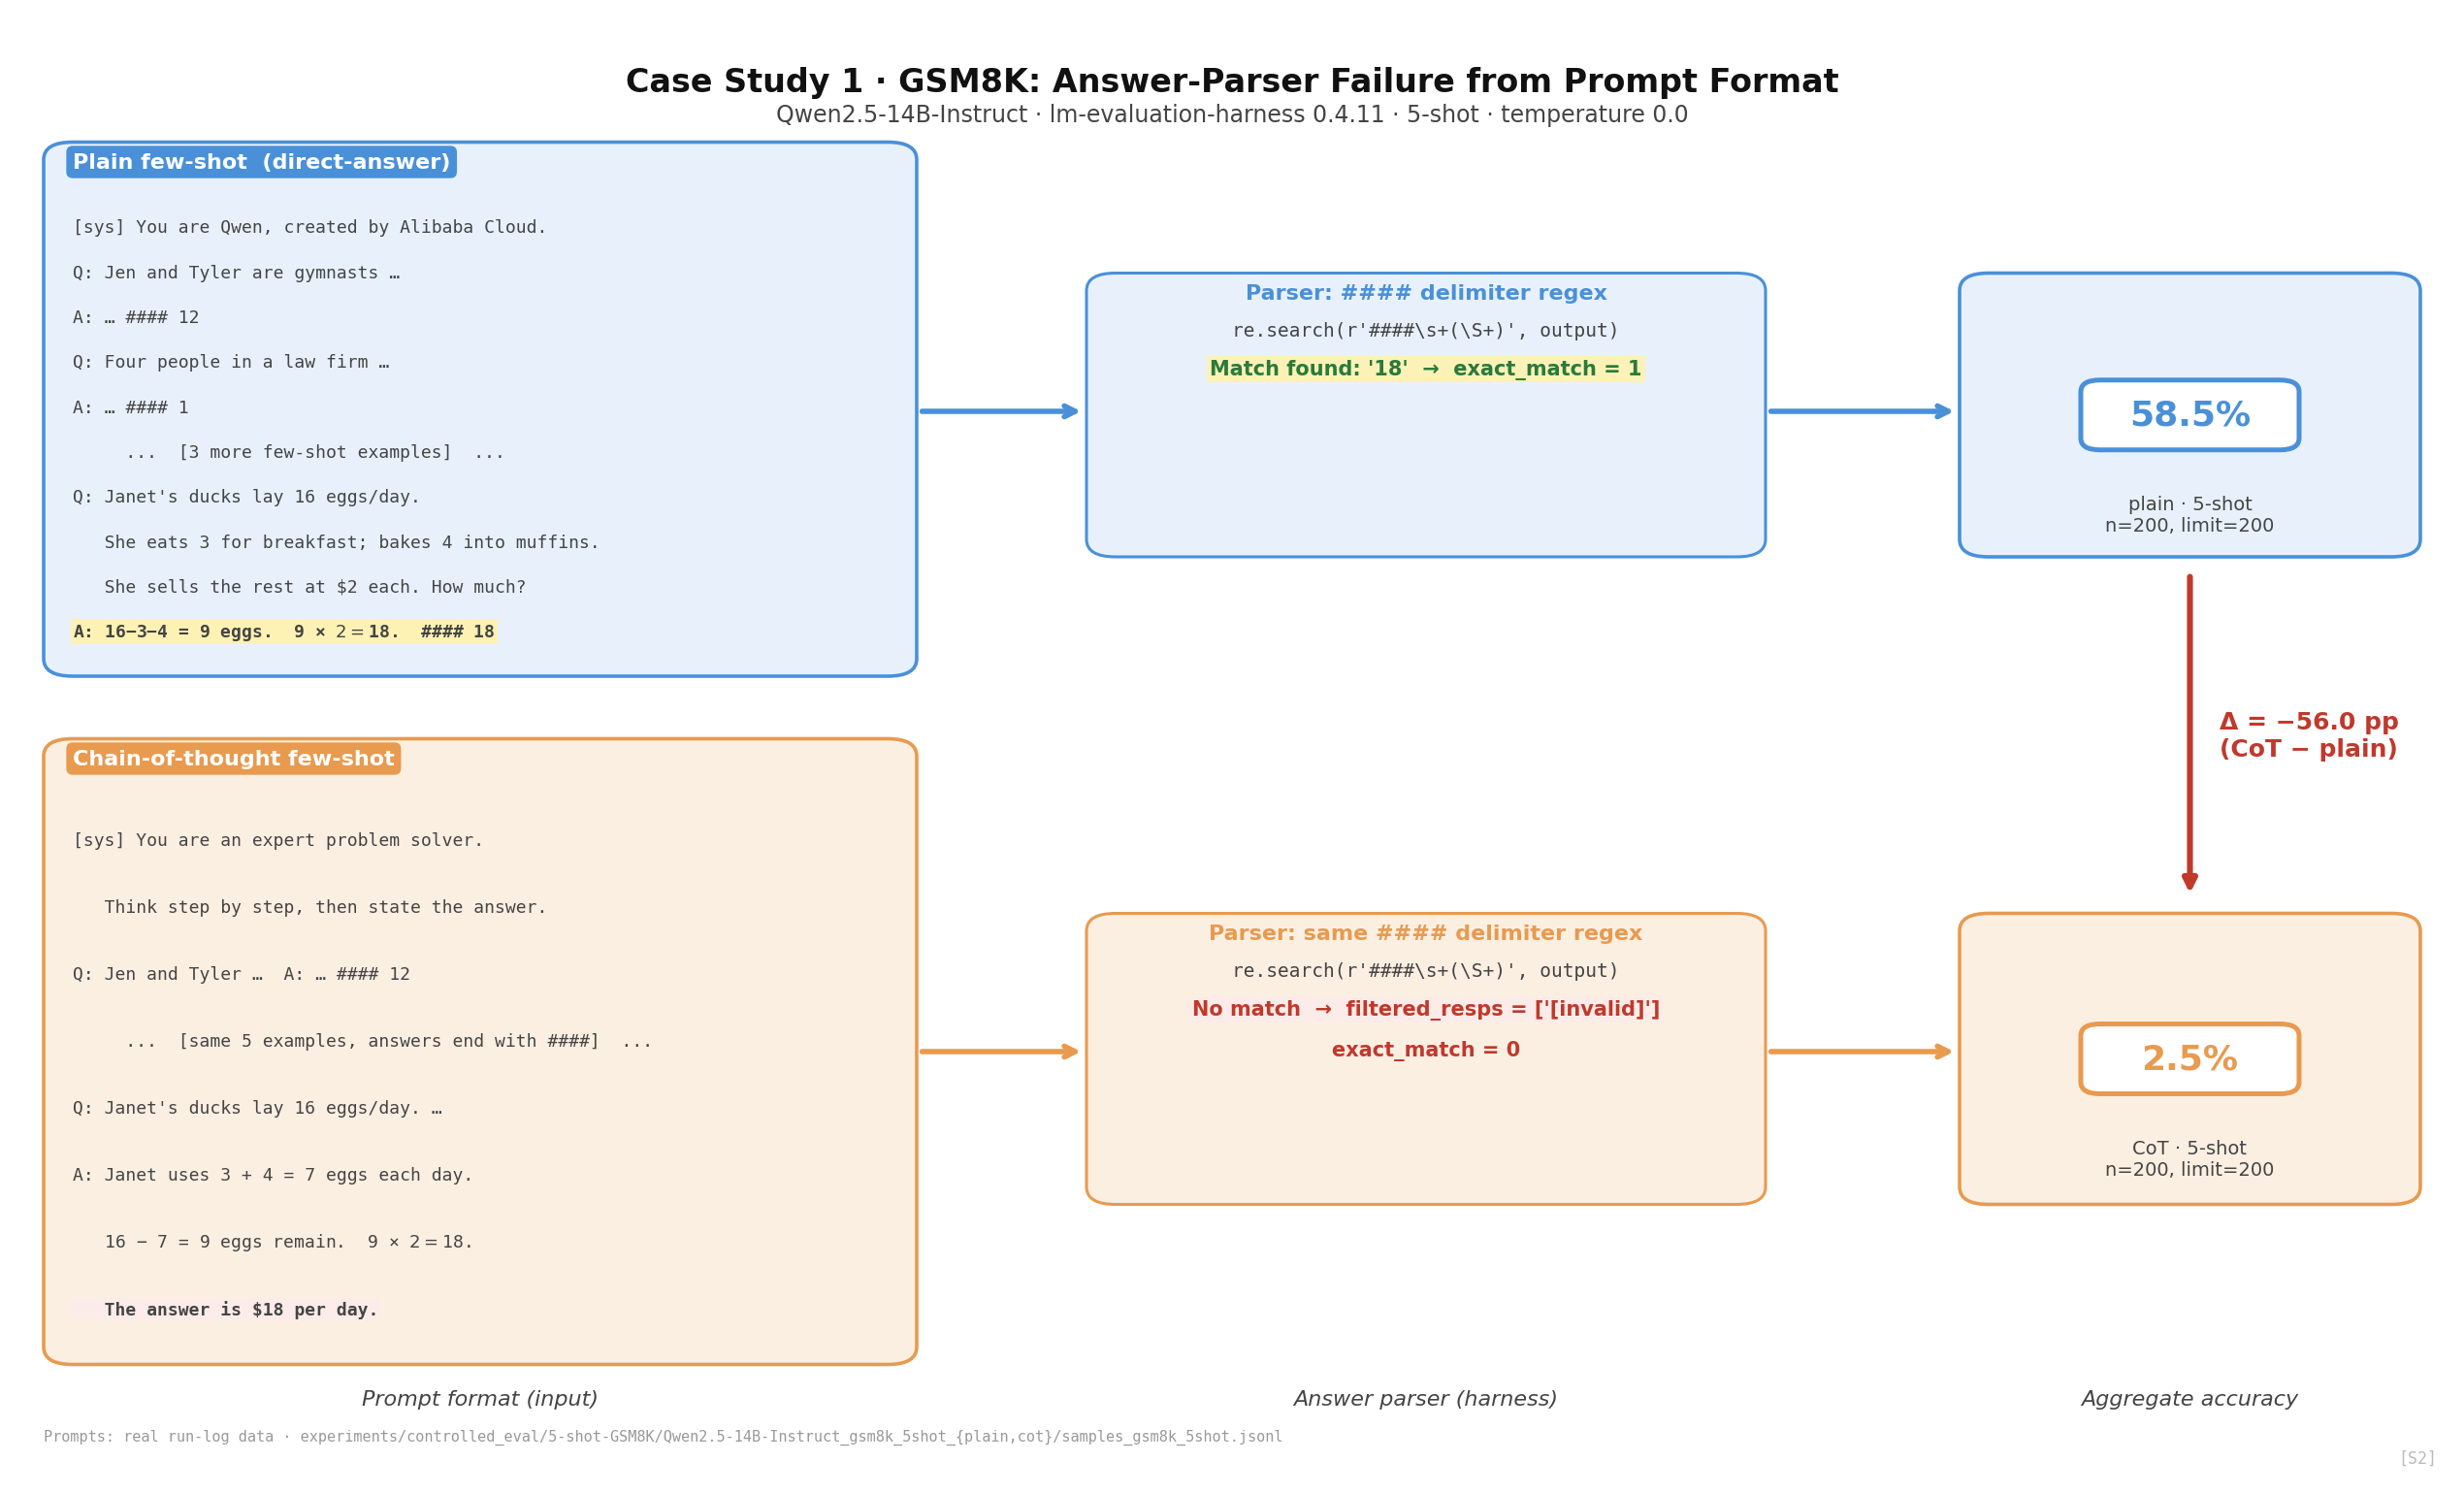 Case Study 1 · GSM8K: Answer-Parser Failure from Prompt Format
Qwen2.5-14B-Instruct · lm-evaluation-harness 0.4.11 · 5-shot · temperature 0.0
Plain few-shot  (direct-answer)
[sys] You are Qwen, created by Alibaba Cloud.
Q: Jen and Tyler are gymnasts …
A: … #### 12
Q: Four people in a law firm …
A: … #### 1
...  [3 more few-shot examples]  ...
Q: Janet's ducks lay 16 eggs/day.
She eats 3 for breakfast; bakes 4 into muffins.
She sells the rest at $2 each. How much?
A: 16−3−4 = 9 eggs.  9 × 2 = 18.  #### 18
Parser: #### delimiter regex
re.search(r'####\s+(\S+)', output)
Match found: '18'  →  exact_match = 1
58.5%
plain · 5-shot
n=200, limit=200
Δ = −56.0 pp
(CoT − plain)
Chain-of-thought few-shot
[sys] You are an expert problem solver.
Think step by step, then state the answer.
Q: Jen and Tyler …  A: … #### 12
...  [same 5 examples, answers end with ####]  ...
Q: Janet's ducks lay 16 eggs/day. …
A: Janet uses 3 + 4 = 7 eggs each day.
16 − 7 = 9 eggs remain.  9 × 2 = 18.
The answer is $18 per day.
Parser: same #### delimiter regex
re.search(r'####\s+(\S+)', output)
No match  →  filtered_resps = ['[invalid]']
exact_match = 0
2.5%
CoT · 5-shot
n=200, limit=200
Prompt format (input)
Answer parser (harness)
Aggregate accuracy
Prompts: real run-log data · experiments/controlled_eval/5-shot-GSM8K/Qwen2.5-14B-Instruct_gsm8k_5shot_{plain,cot}/samples_gsm8k_5shot.jsonl
[S2]